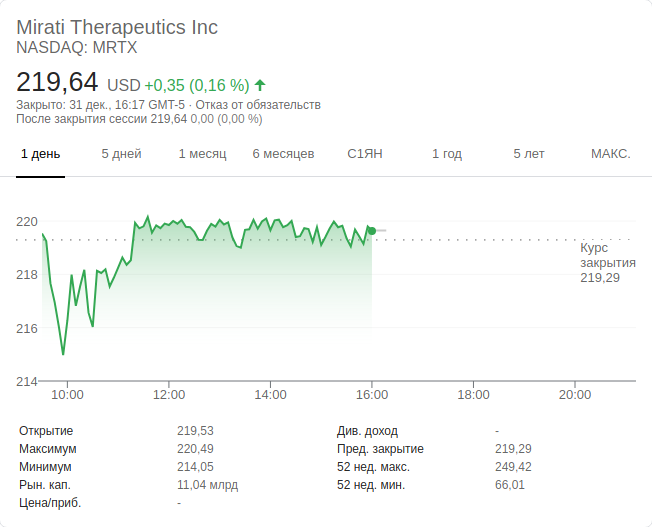 Mirati Therapeutics Inc
NASDAQ: MRTX
219,64 USD +0,35 (0,16 %)
Закрыто: 31 дек., 16:17 GMT-5 · Отказ от обязательств
После закрытия сессии 219,64 0,00 (0,00 %)
1 день 5 дней 1 месяц 6 месяцев С1ЯН 1 год 5 лет МАКС.
220
Курс
закрытия
218
219,29
216
214
10:00 12:00 14:00 16:00 18:00 20:00
Открытие 219,53 Див. доход -
Максимум 220,49 Пред. закрытие 219,29
Минимум 214,05 52 нед. макс. 249,42
Рын. кап. 11,04 млрд 52 нед. мин. 66,01
Цена/приб. -